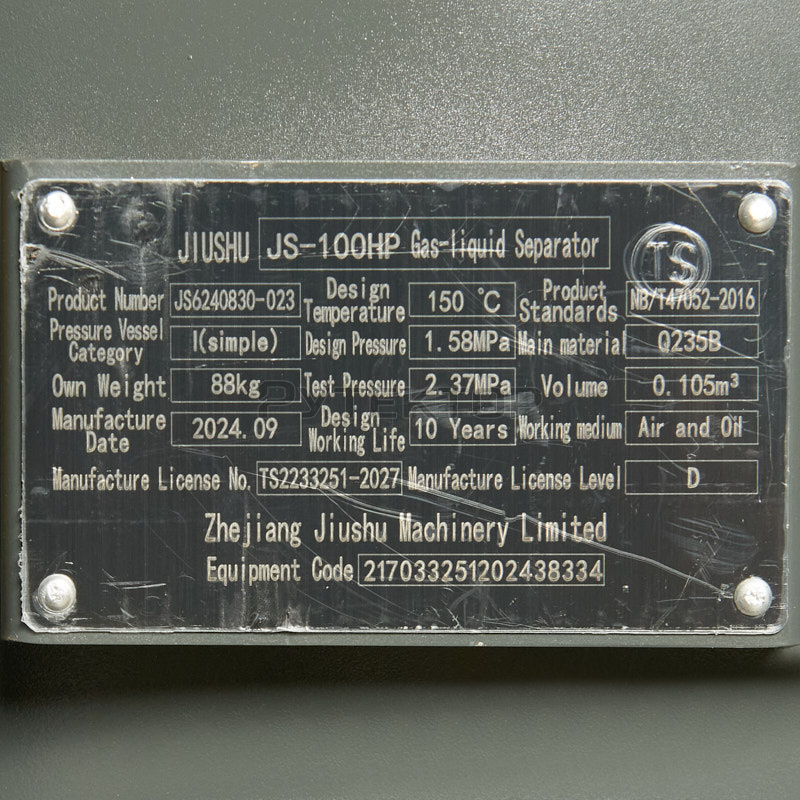 JIUSHU JS-100HP Gas-liquid Separator
TS
Product Number JS6240830-023 Design Temperature 150 ℃ Product Standards NB/T47052-2016
Pressure Vessel Category I(simple) Design Pressure 1.58MPa Main material Q235B
Own Weight 88kg Test Pressure 2.37MPa Volume 0.105m³
Manufacture Date 2024.09 Design Working Life 10 Years Working medium Air and Oil
Manufacture License No. TS2233251-2027 Manufacture License Level D
Zhejiang Jiushu Machinery Limited
Equipment Code 217033251202438334